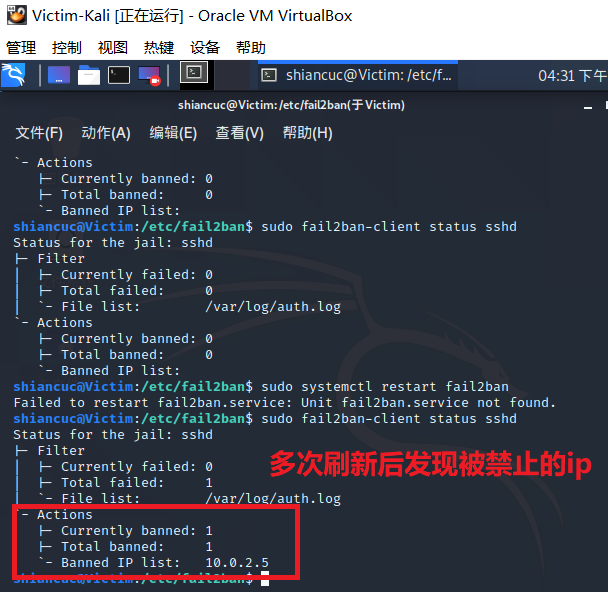 Victim-Kali [正在运行] - Oracle VM VirtualBox
管理 控制 视图 热键 设备 帮助
shiancuc@Victim: /etc/f... 04:31 下午
shiancuc@Victim:/etc/fail2ban(于 Victim)
文件(F) 动作(A) 编辑(E) 查看(V) 帮助(H)
`- Actions
   ├─ Currently banned: 0
   ├─ Total banned:     0
   `- Banned IP list:
shiancuc@Victim:/etc/fail2ban$ sudo fail2ban-client status sshd
Status for the jail: sshd
├─ Filter
│  ├─ Currently failed: 0
│  ├─ Total failed:     0
│  `- File list:        /var/log/auth.log
`- Actions
   ├─ Currently banned: 0
   ├─ Total banned:     0
   `- Banned IP list:
shiancuc@Victim:/etc/fail2ban$ sudo systemctl restart fail2ban
Failed to restart fail2ban.service: Unit fail2ban.service not found.
shiancuc@Victim:/etc/fail2ban$ sudo fail2ban-client status sshd
Status for the jail: sshd
├─ Filter
│  ├─ Currently failed: 0
│  ├─ Total failed:     1
│  `- File list:        /var/log/auth.log
多次刷新后发现被禁止的ip
`- Actions
   ├─ Currently banned: 1
   ├─ Total banned:     1
   `- Banned IP list:   10.0.2.5
shiancuc@Victim:/etc/fail2ban$